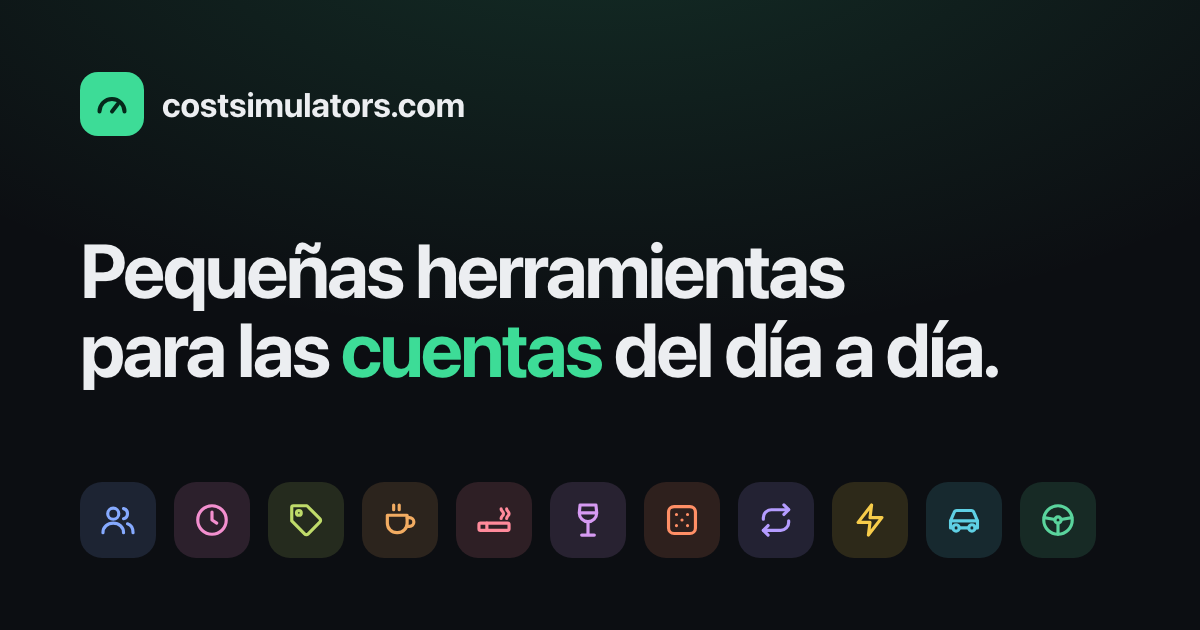 costsimulators.com
Pequeñas herramientas
para las cuentas del día a día.